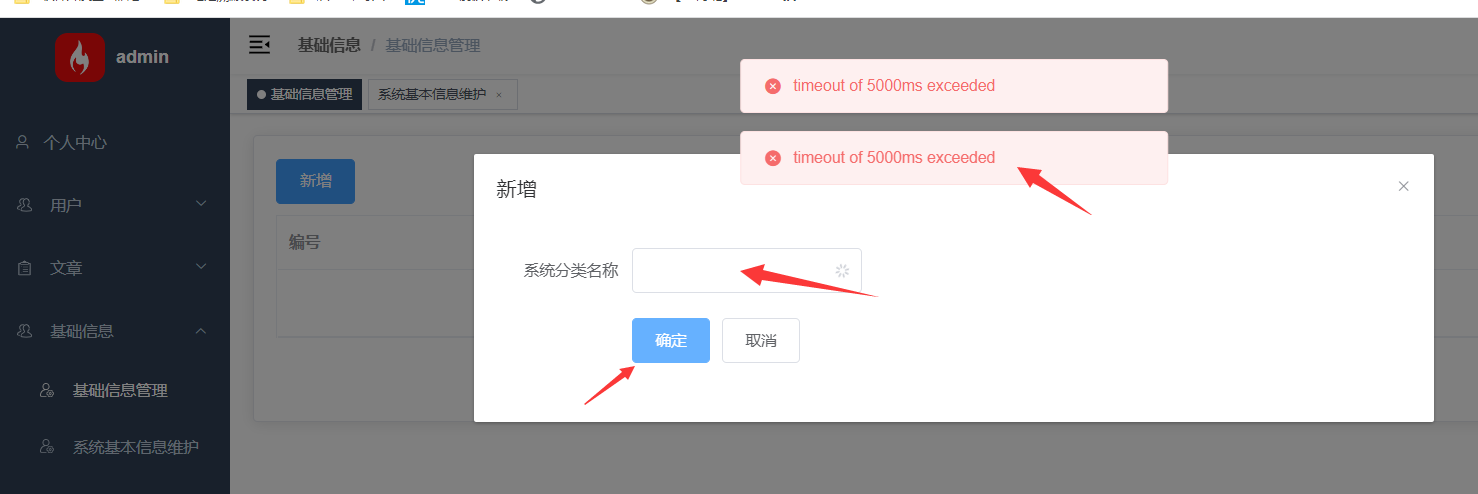 admin
基础信息 / 基础信息管理
timeout of 5000ms exceeded
基础信息管理
系统基本信息维护 ×
timeout of 5000ms exceeded
个人中心
新增
新增
用户
编号
文章
系统分类名称
基础信息
确定
取消
基础信息管理
系统基本信息维护